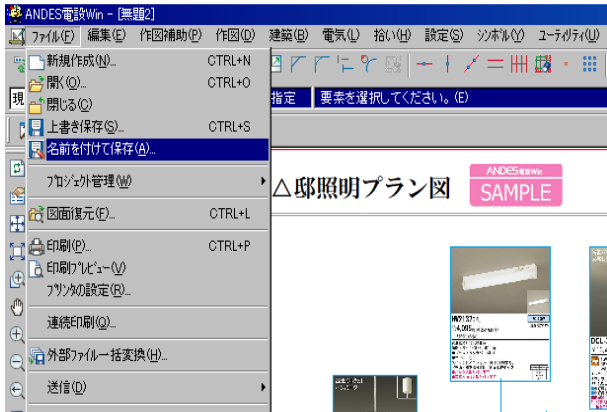 ANDES電設Win - [無題2]
ファイル(F) 編集(E) 作図補助(P) 作図(D) 建築(B) 電気(L) 拾い(H) 設定(S) シンボル(Y) ユーティリティ(U)
新規作成(N)... CTRL+N
開く(O)... CTRL+O
閉じる(C)
現
指定 要素を選択してください。(E)
上書き保存(S)... CTRL+S
名前を付けて保存(A)...
プロジェクト管理(W)
図面復元(F)... CTRL+L
印刷(P)... CTRL+P
印刷プレビュー(V)
プリンタの設定(R)...
連続印刷(Q)...
外部ファイル一括変換(H)...
送信(D)
△邸照明プラン図
ANDES電設Win
SAMPLE